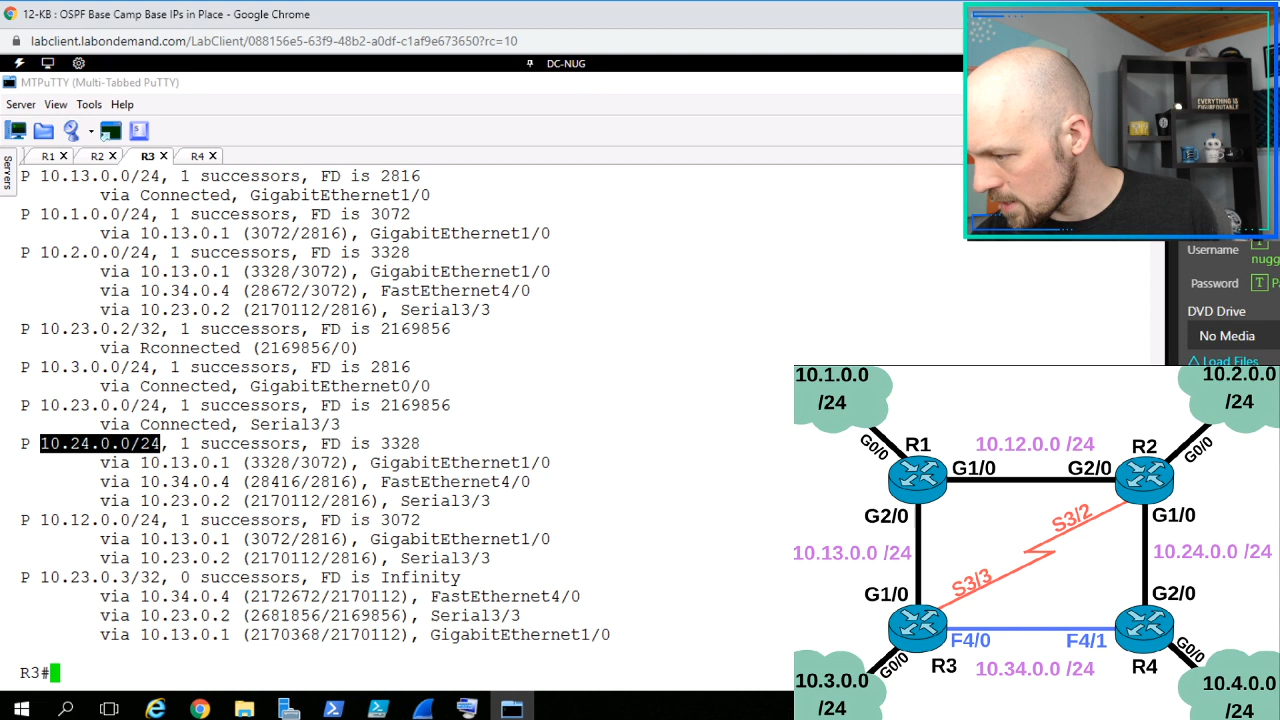 12-KB : OSPF Base Camp Base IPs in Place - Google Chrome
labclient.labondemand.com/LabClient/088156e5-63f9-48b2-a0df-c1af9e673650?rc=10
DC-NUG
MTPuTTY (Multi-Tabbed PuTTY)
Server View Tools Help
Servers
R1 R2 R3 R4
P 10.13.0.0/24, 1 successors, FD is 2816
via Connected, GigabitEthernet1/0
P 10.1.0.0/24, 1 successors, FD is 3072
via 10.13.0.1 (3072/2816), GigabitEthernet1/0
P 10.2.0.0/24, 1 successors, FD is 3328
via 10.13.0.1 (3328/3072), GigabitEthernet1/0
via 10.34.0.4 (28672/3072), FastEthernet4/0
via 10.23.0.2 (2170112/2816), Serial3/3
P 10.23.0.2/32, 1 successors, FD is 2169856
via Rconnected (2169856/0)
P 10.3.0.0/24, 1 successors, FD is 2816
via Connected, GigabitEthernet0/0
P 10.23.0.0/24, 1 successors, FD is 2169856
via Connected, Serial3/3
P 10.24.0.0/24, 1 successors, FD is 3328
via 10.13.0.1 (3328/3072), GigabitEthernet1/0
via 10.34.0.4 (28416/2816), FastEthernet4/0
via 10.23.0.2 (2170112/2816), Serial3/3
P 10.12.0.0/24, 1 successors, FD is 3072
via 10.13.0.1 (3072/2816), GigabitEthernet1/0
via 10.23.0.2 (2170112/2816), Serial3/3
P 10.23.0.3/32, 0 successors, FD is Infinity
via 10.34.0.4 (2172672/2170112), FastEthernet4/0
via 10.23.0.2 (2681856/2169856), Serial3/3
via 10.13.0.1 (2170368/2170112), GigabitEthernet1/0
R3#
EVERYTHING IS
FIGUREOUTABLE
Username
nugg
Password
DVD Drive
No Media
Load Files
10.1.0.0
/24
10.2.0.0
/24
G0/0
R1
10.12.0.0 /24
R2
G0/0
G1/0
G2/0
G2/0
S3/2
G1/0
10.13.0.0 /24
10.24.0.0 /24
G1/0
S3/3
G2/0
F4/0
F4/1
G0/0
R3
10.34.0.0 /24
R4
G0/0
10.3.0.0
/24
10.4.0.0
/24